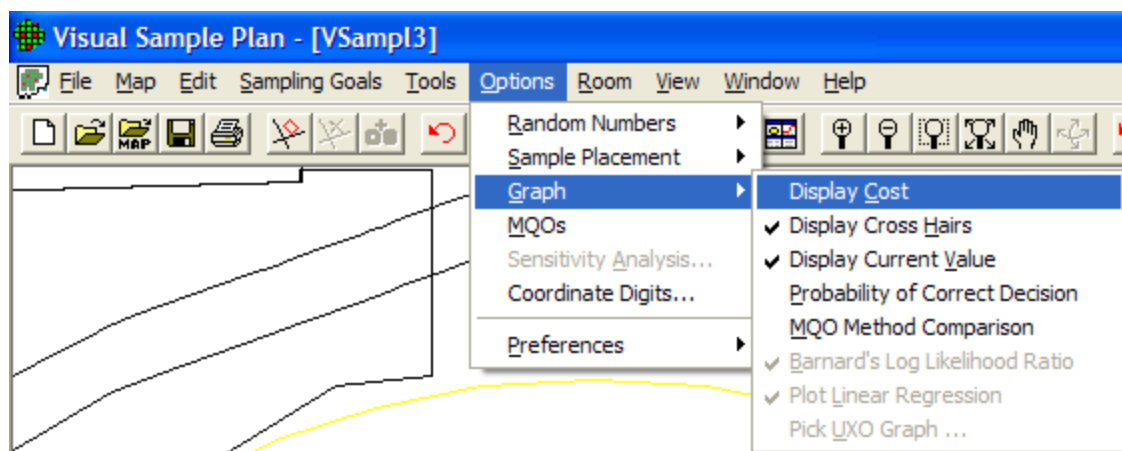 Visual Sample Plan - [VSampl3]
File Map Edit Sampling Goals Tools Options Room View Window Help
MAP
Random Numbers
Sample Placement
Graph
MQOs
Sensitivity Analysis...
Coordinate Digits...
Preferences
Display Cost
Display Cross Hairs
Display Current Value
Probability of Correct Decision
MQO Method Comparison
Barnard's Log Likelihood Ratio
Plot Linear Regression
Pick UXO Graph ...